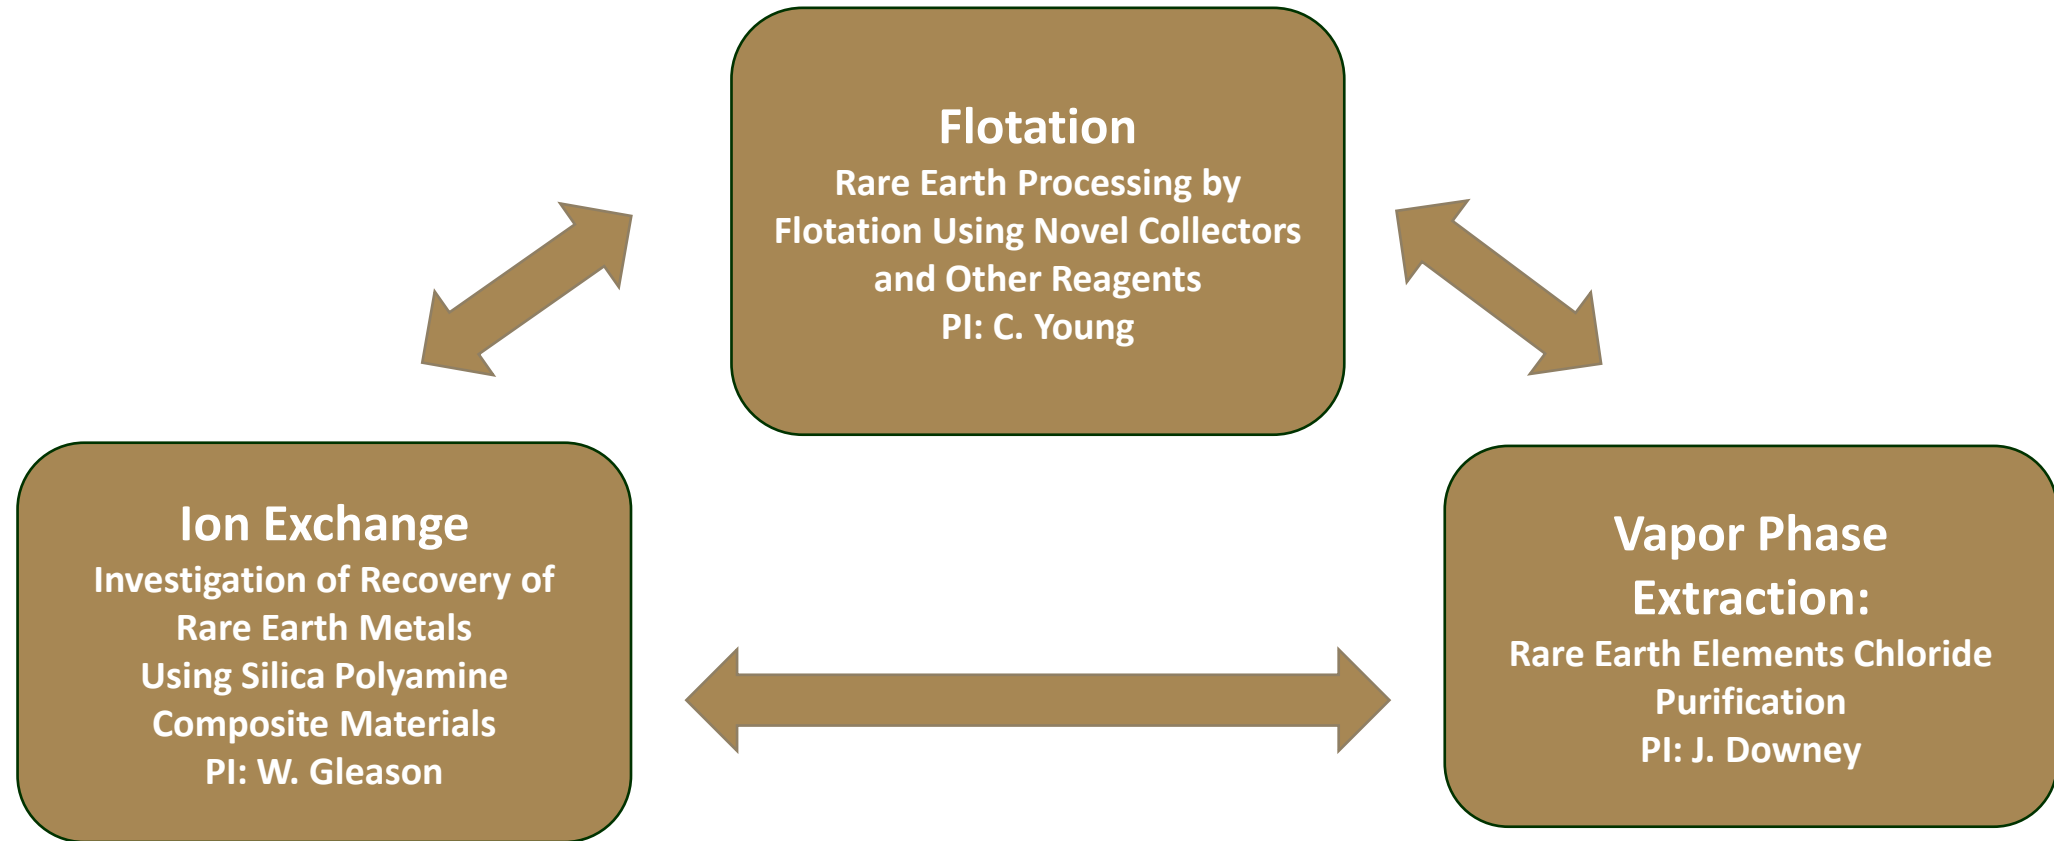 Flotation
Rare Earth Processing by
Flotation Using Novel Collectors
and Other Reagents
PI: C. Young
Ion Exchange
Investigation of Recovery of
Rare Earth Metals
Using Silica Polyamine
Composite Materials
PI: W. Gleason
Vapor Phase
Extraction:
Rare Earth Elements Chloride
Purification
PI: J. Downey